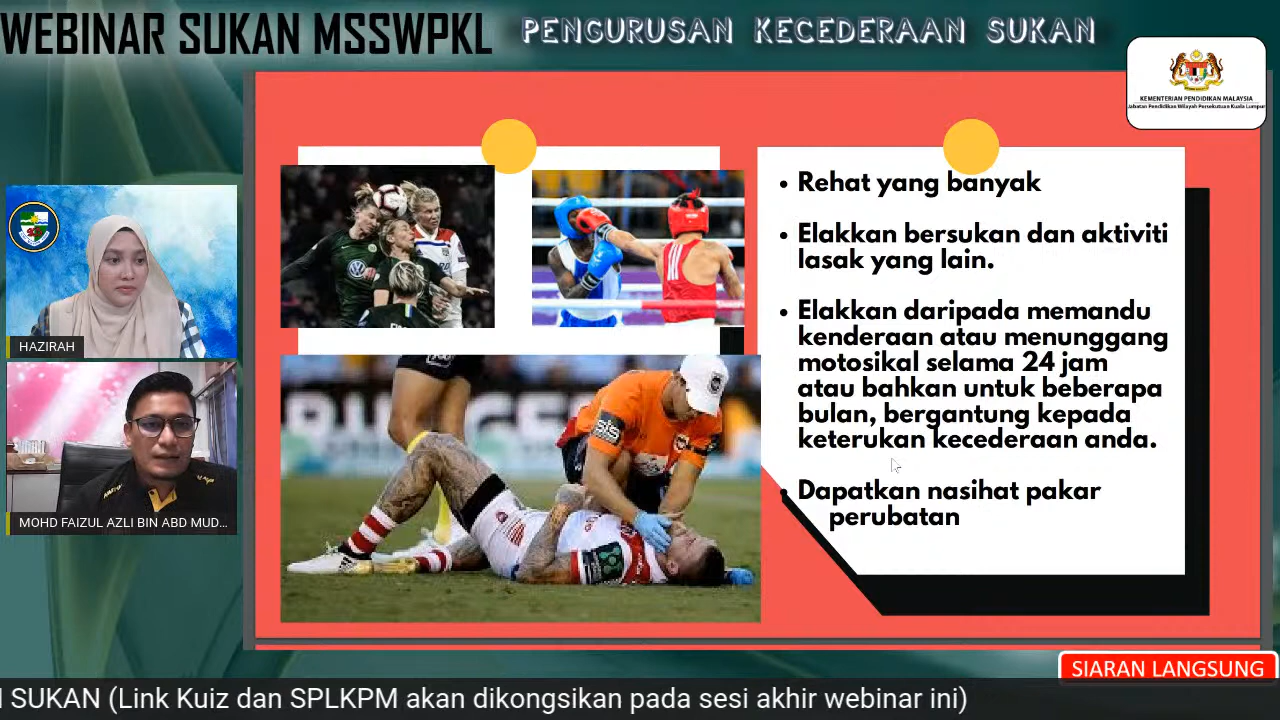 WEBINAR SUKAN MSSWPKL
PENGURUSAN KECEDERAAN SUKAN
KEMENTERIAN PENDIDIKAN MALAYSIA
Jabatan Pendidikan Wilayah Persekutuan Kuala Lumpur
• Rehat yang banyak
• Elakkan bersukan dan aktiviti
lasak yang lain.
• Elakkan daripada memandu
kenderaan atau menunggang
motosikal selama 24 jam
atau bahkan untuk beberapa
bulan, bergantung kepada
keterukan kecederaan anda.
• Dapatkan nasihat pakar
perubatan
HAZIRAH
MOHD FAIZUL AZLI BIN ABD MUD...
SIARAN LANGSUNG
SUKAN (Link Kuiz dan SPLKPM akan dikongsikan pada sesi akhir webinar ini)